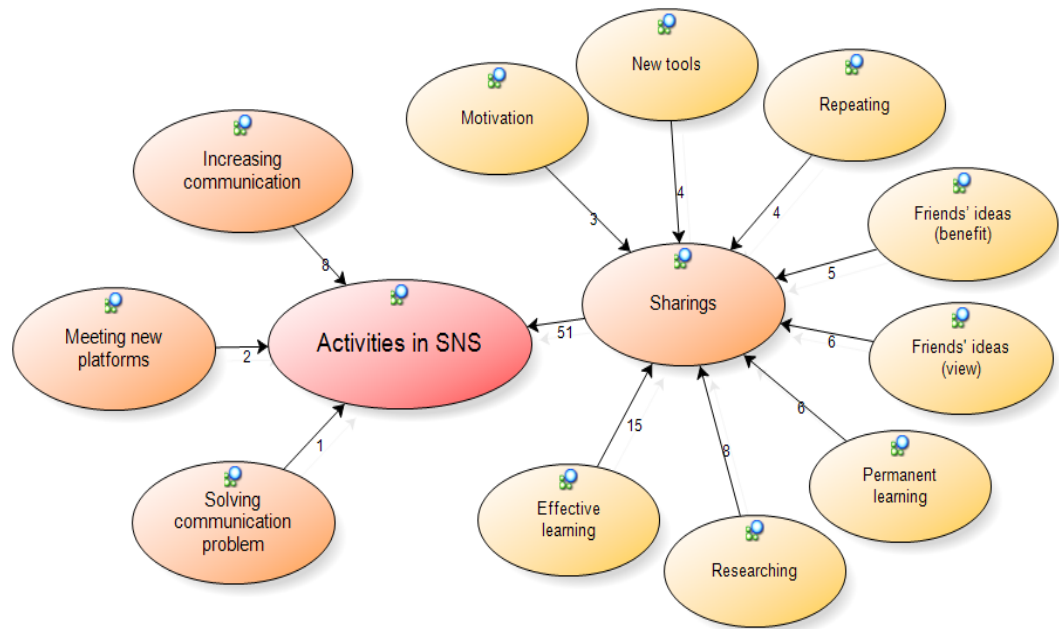 New tools
Motivation
Repeating
Increasing
communication
4
4
3
Friends' ideas
(benefit)
8
5
Sharings
Activities in SNS
51
Meeting new
platforms
2
6
Friends' ideas
(view)
6
15
1
8
Permanent
learning
Solving
communication
problem
Effective
learning
Researching